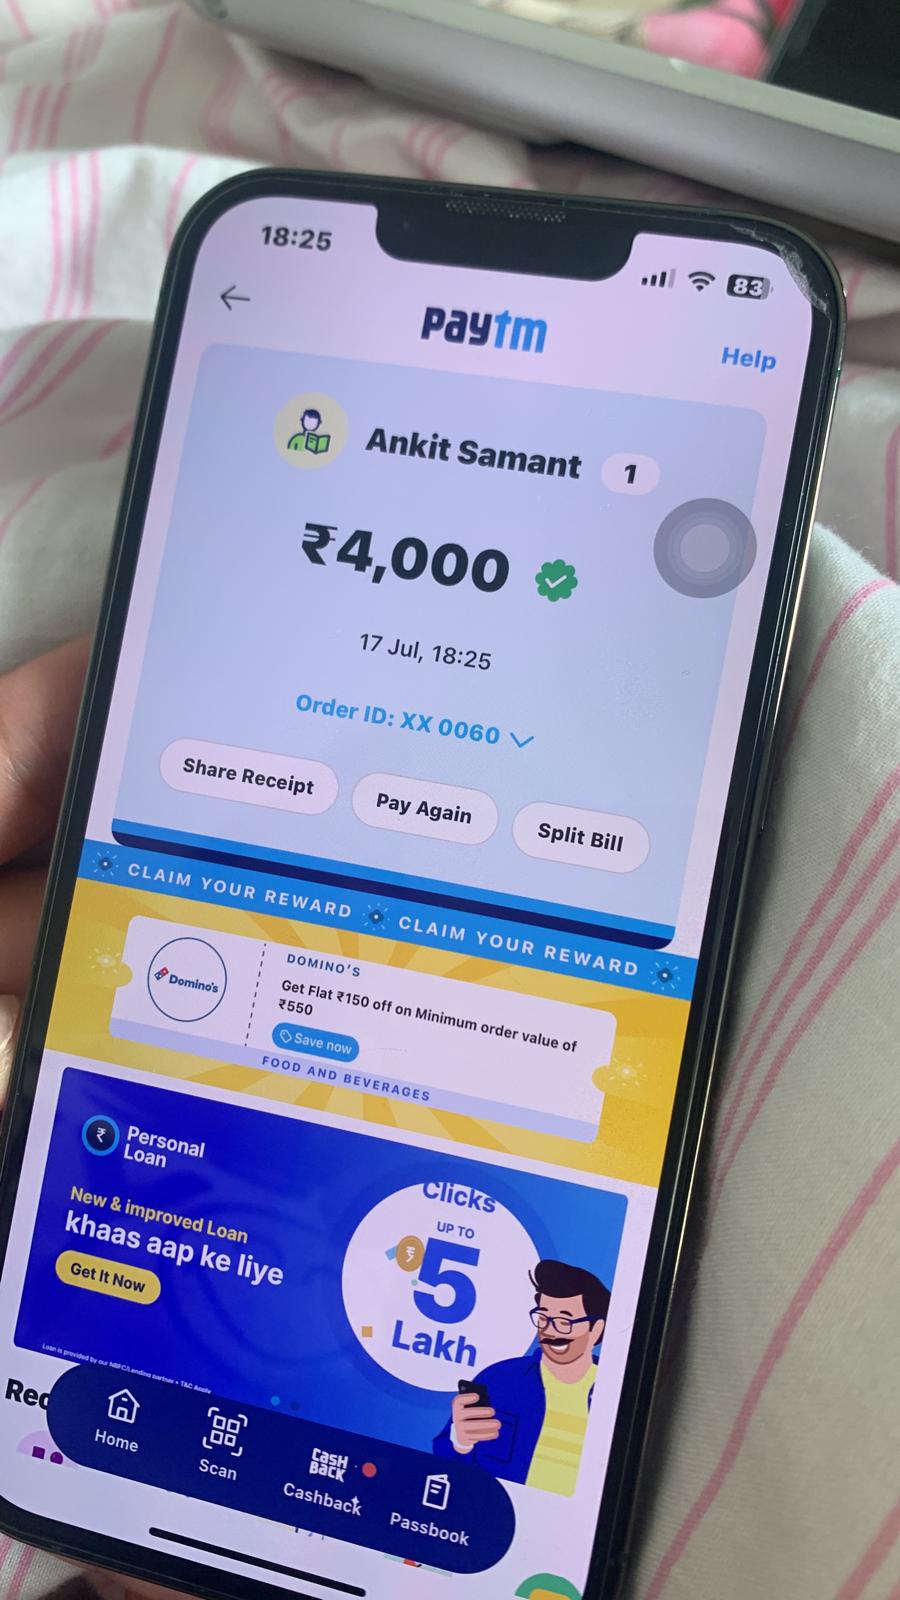 18:25
83
paytm
Help
Ankit Samant
1
₹4,000
17 Jul, 18:25
Order ID: XX 0060
Share Receipt
Pay Again
Split Bill
CLAIM YOUR REWARD CLAIM YOUR REWARD
Domino's
DOMINO'S
Get Flat ₹150 off on Minimum order value of
₹550
Save now
FOOD AND BEVERAGES
₹
Personal
Loan
New & improved Loan
khaas aap ke liye
Get It Now
Clicks
UP TO
₹
5
Lakh
Loan is provided by our NBFC/Lending partner • T&C Apply
Rec
Home
Scan
CASH
BACK
Cashback
Passbook